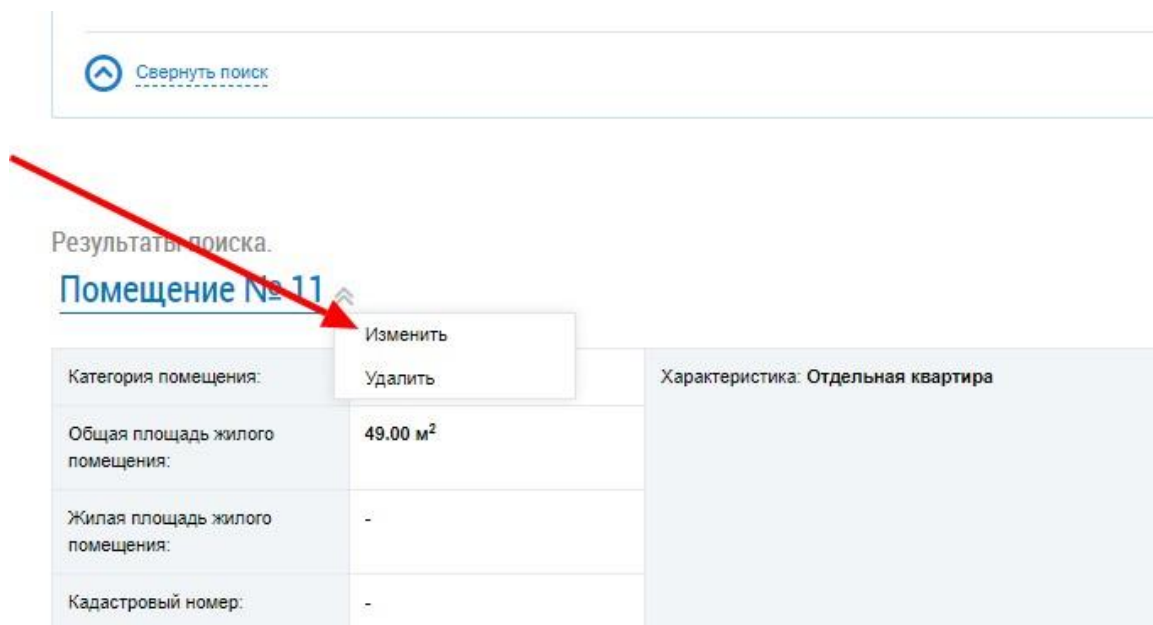 Свернуть поиск
Результаты поиска.
Помещение № 11
Изменить
Удалить
Категория помещения:
Характеристика: Отдельная квартира
Общая площадь жилого
помещения:
49.00 м²
Жилая площадь жилого
помещения:
-
Кадастровый номер:
-